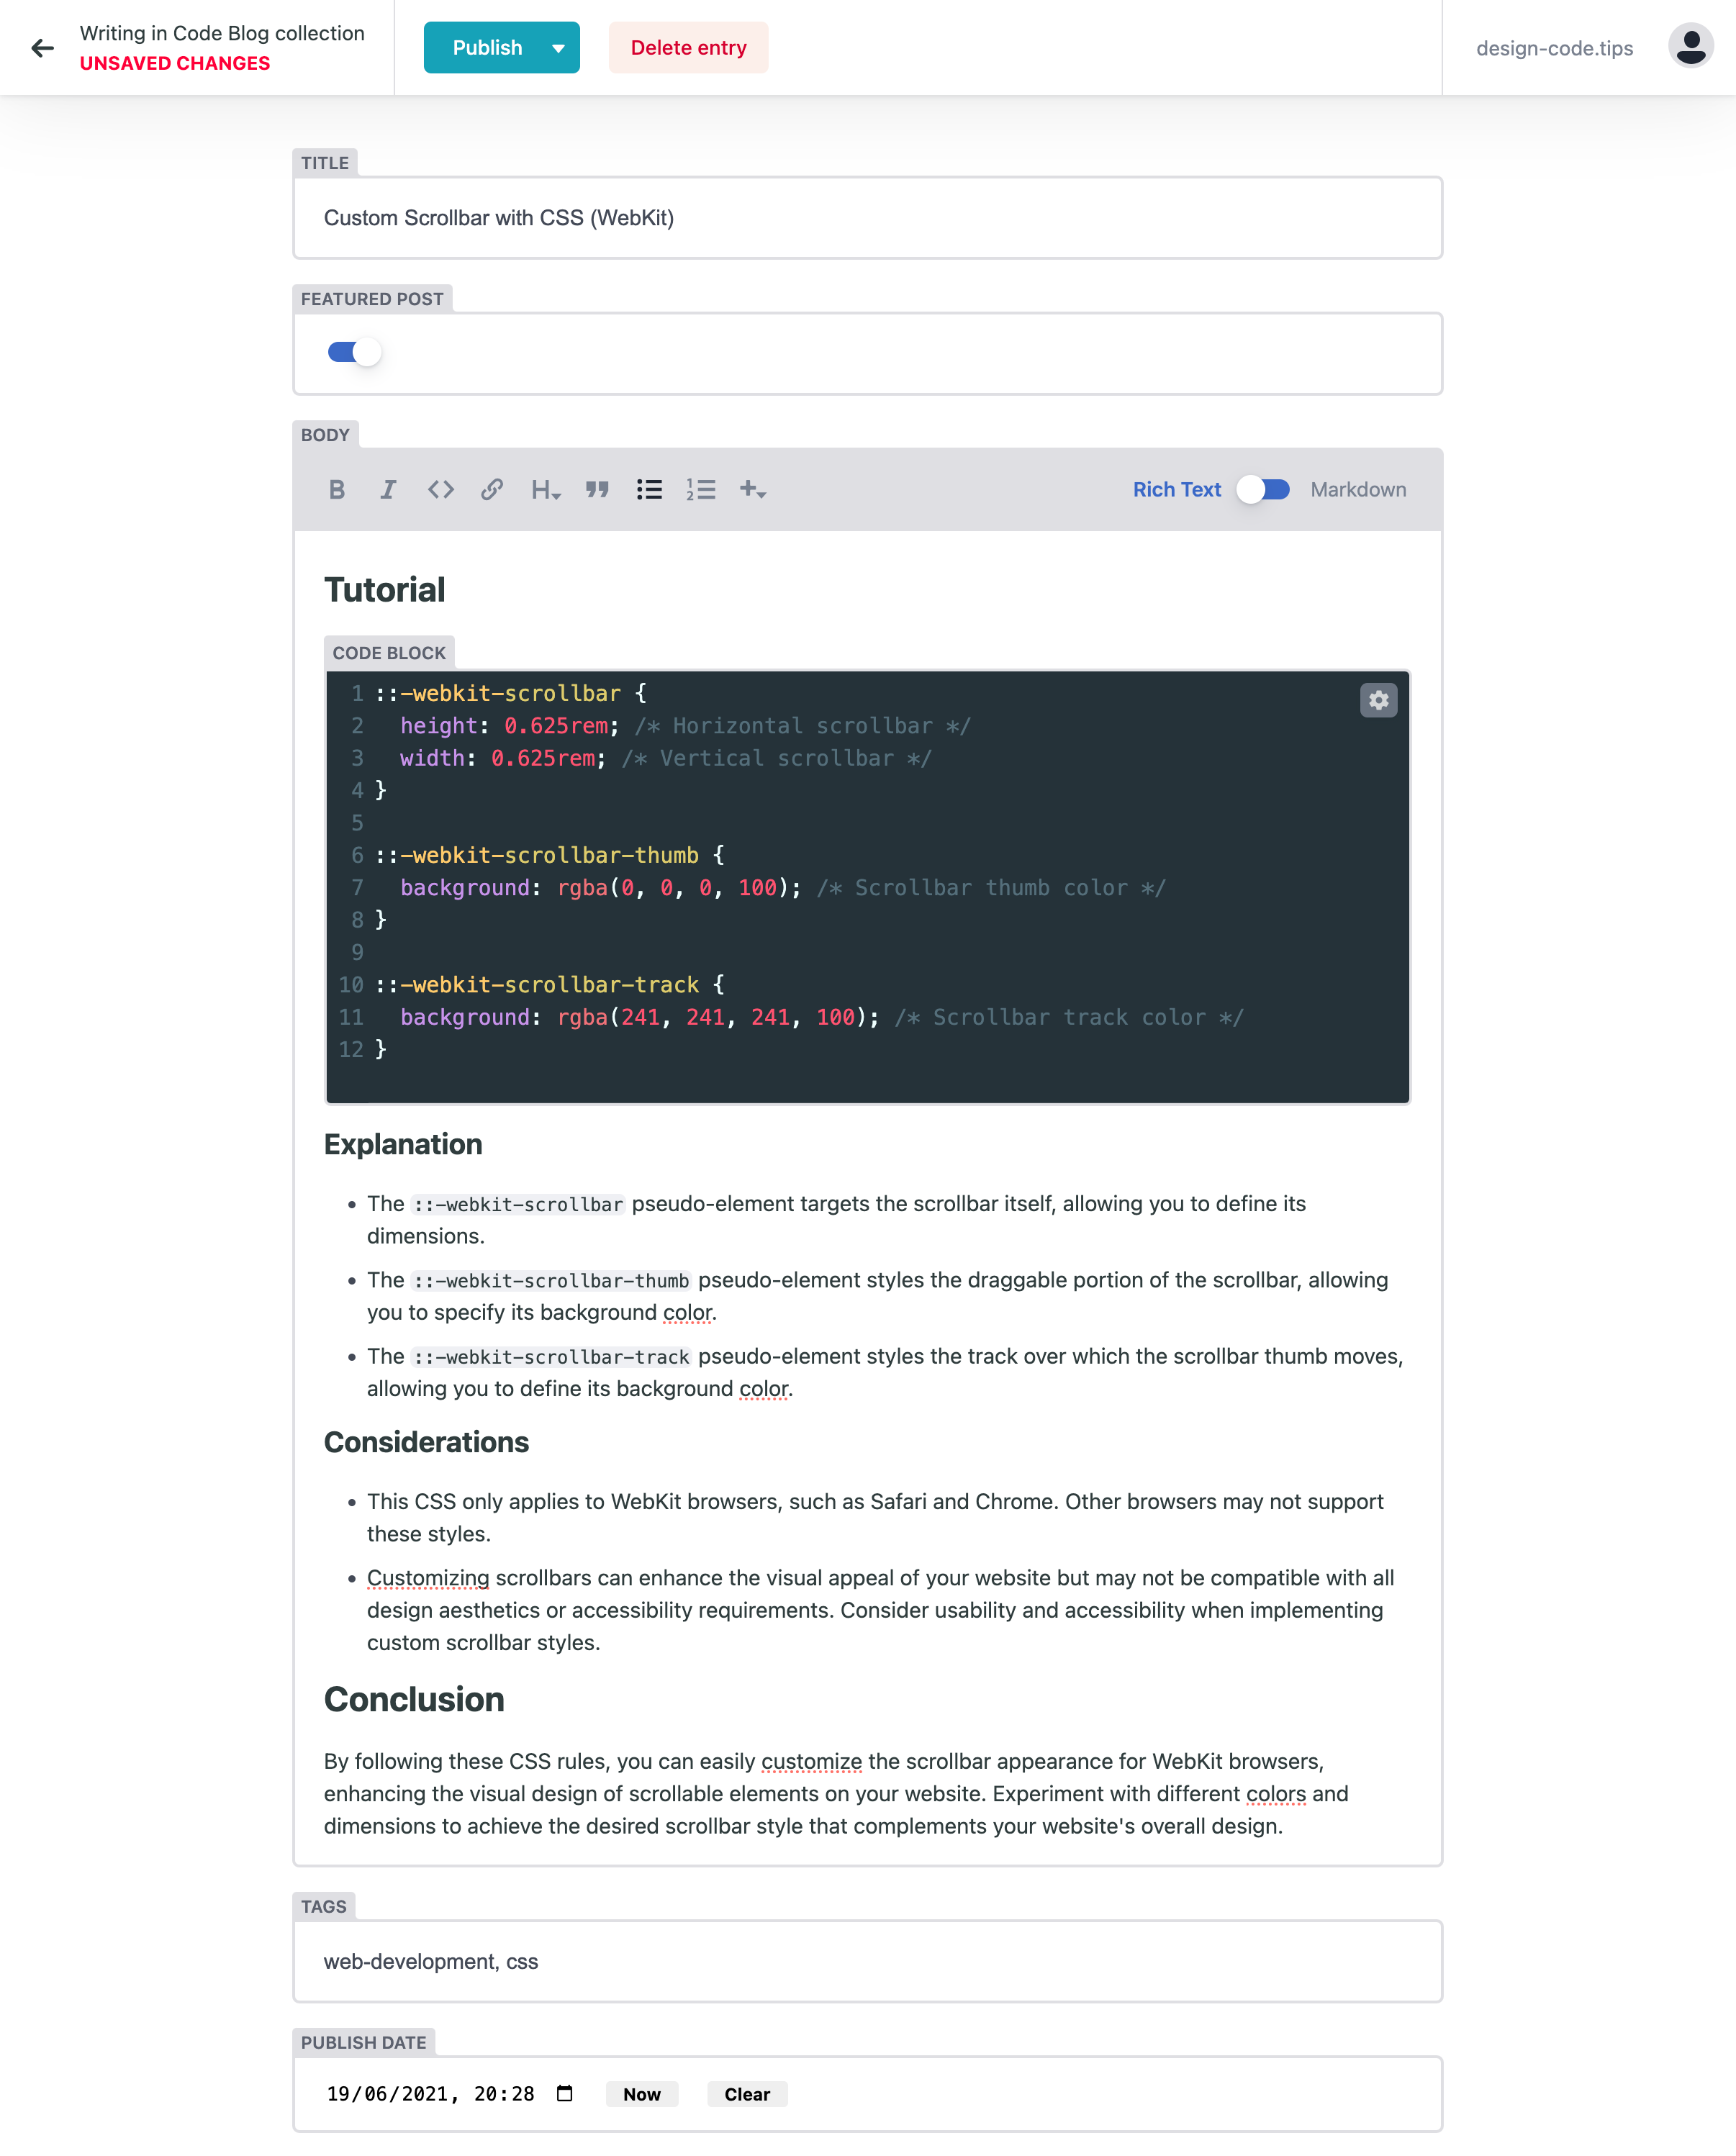 Writing in Code Blog collection
UNSAVED CHANGES
Publish
Delete entry
design-code.tips
TITLE
Custom Scrollbar with CSS (WebKit)
FEATURED POST
BODY
B I <> H 1 2 +
Rich Text
Markdown
Tutorial
CODE BLOCK
1 ::-webkit-scrollbar {
2   height: 0.625rem; /* Horizontal scrollbar */
3   width: 0.625rem; /* Vertical scrollbar */
4 }
5
6 ::-webkit-scrollbar-thumb {
7   background: rgba(0, 0, 0, 100); /* Scrollbar thumb color */
8 }
9
10 ::-webkit-scrollbar-track {
11   background: rgba(241, 241, 241, 100); /* Scrollbar track color */
12 }
Explanation
• The ::-webkit-scrollbar pseudo-element targets the scrollbar itself, allowing you to define its
dimensions.
• The ::-webkit-scrollbar-thumb pseudo-element styles the draggable portion of the scrollbar, allowing
you to specify its background color.
• The ::-webkit-scrollbar-track pseudo-element styles the track over which the scrollbar thumb moves,
allowing you to define its background color.
Considerations
• This CSS only applies to WebKit browsers, such as Safari and Chrome. Other browsers may not support
these styles.
• Customizing scrollbars can enhance the visual appeal of your website but may not be compatible with all
design aesthetics or accessibility requirements. Consider usability and accessibility when implementing
custom scrollbar styles.
Conclusion
By following these CSS rules, you can easily customize the scrollbar appearance for WebKit browsers,
enhancing the visual design of scrollable elements on your website. Experiment with different colors and
dimensions to achieve the desired scrollbar style that complements your website's overall design.
TAGS
web-development, css
PUBLISH DATE
19/06/2021, 20:28
Now
Clear